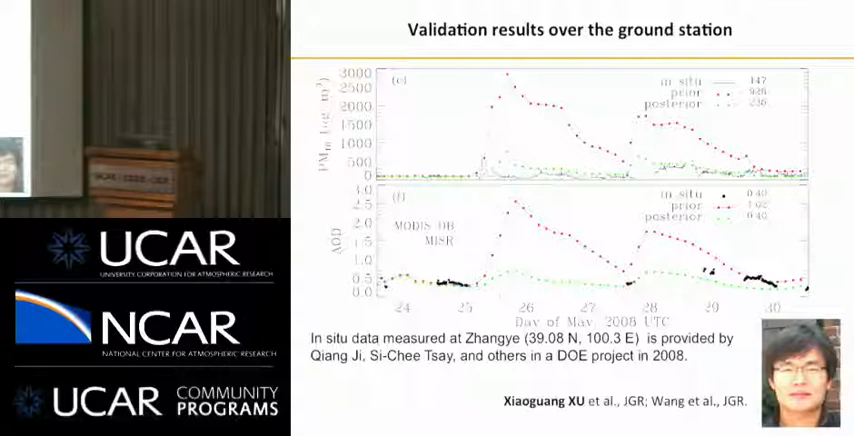 Validation results over the ground station
3000
2500
2000
1500
1000
500
0
(e)
in situ 147
prior 926
posterior
3.0
2.5
2.0
1.5
1.0
0.5
0.0
AOD
(f)
in situ 0.40
prior
posterior 0.40
MODIS DB
MISR
24 25 26 27 28 29 30
Day of May, 2008 UTC
In situ data measured at Zhangye (39.08 N, 100.3 E) is provided by
Qiang Ji, Si-Chee Tsay, and others in a DOE project in 2008.
Xiaoguang XU et al., JGR; Wang et al., JGR.
UCAR
UNIVERSITY CORPORATION FOR ATMOSPHERIC RESEARCH
NCAR
NATIONAL CENTER FOR ATMOSPHERIC RESEARCH
UCAR COMMUNITY
PROGRAMS